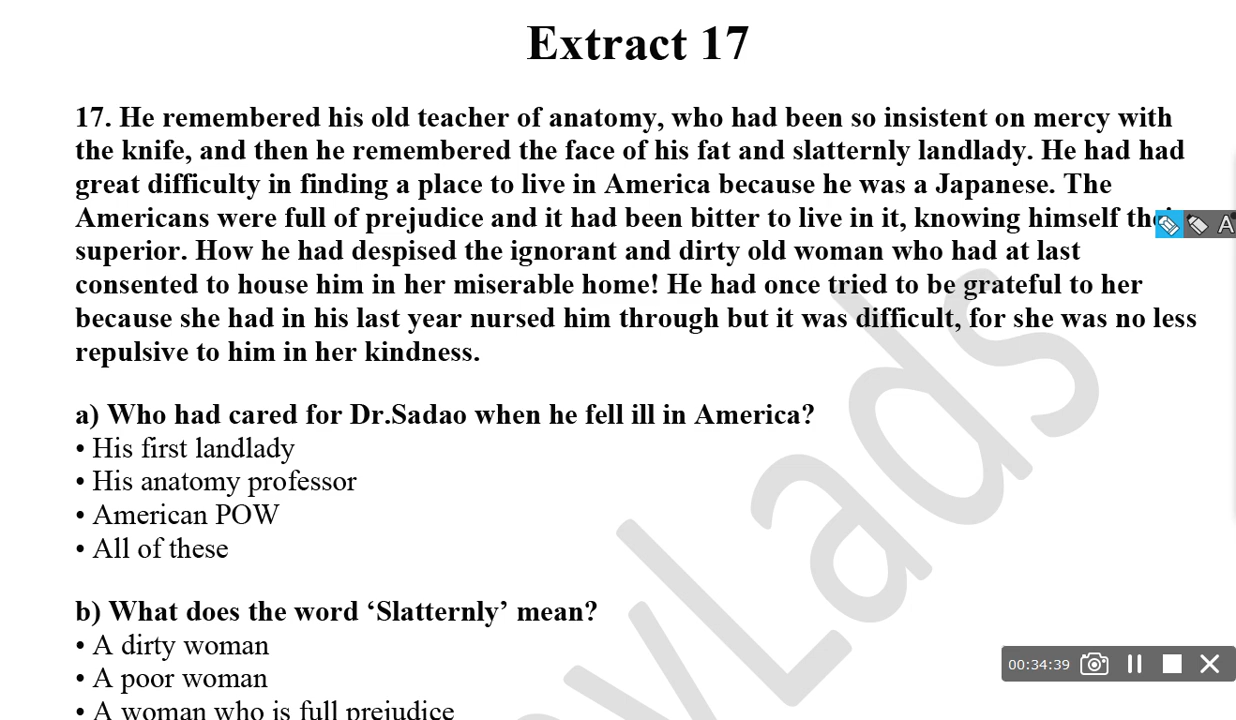 Extract 17
17. He remembered his old teacher of anatomy, who had been so insistent on mercy with
the knife, and then he remembered the face of his fat and slatternly landlady. He had had
great difficulty in finding a place to live in America because he was a Japanese. The
Americans were full of prejudice and it had been bitter to live in it, knowing himself
superior. How he had despised the ignorant and dirty old woman who had at last
consented to house him in her miserable home! He had once tried to be grateful to her
because she had in his last year nursed him through but it was difficult, for she was no less
repulsive to him in her kindness.
a) Who had cared for Dr.Sadao when he fell ill in America?
• His first landlady
• His anatomy professor
• American POW
• All of these
b) What does the word ‘Slatternly’ mean?
• A dirty woman
• A poor woman
• A woman who is full prejudice
00:34:39